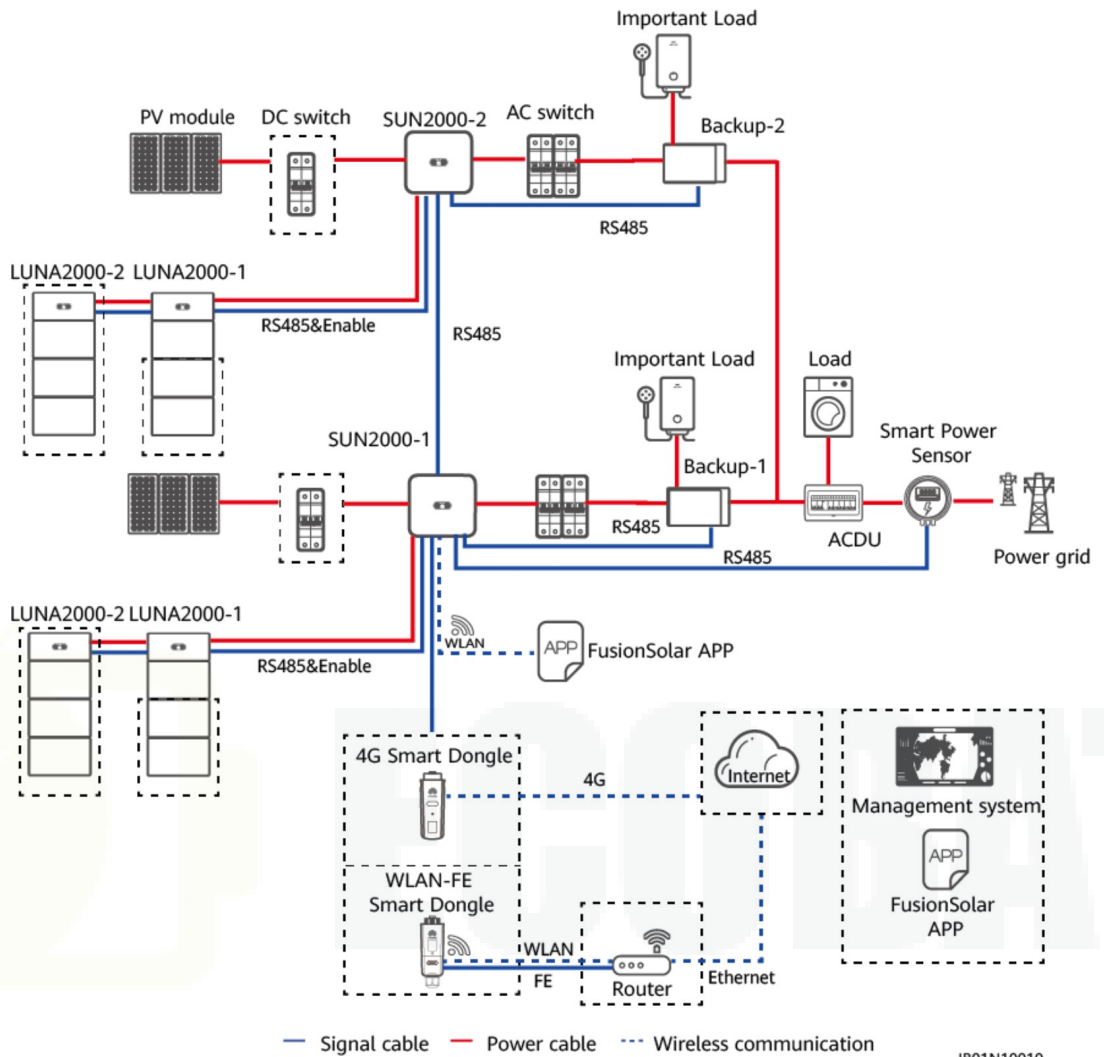 Important Load
PV module
DC switch
SUN2000-2
AC switch
Backup-2
RS485
LUNA2000-2
LUNA2000-1
RS485&Enable
RS485
Important Load
Load
SUN2000-1
Smart Power
Sensor
Backup-1
RS485
ACDU
RS485
Power grid
LUNA2000-2
LUNA2000-1
WLAN
APP
FusionSolar APP
RS485&Enable
4G Smart Dongle
4G
Internet
Management system
WLAN-FE
Smart Dongle
APP
FusionSolar
APP
WLAN
FE
Router
Ethernet
Signal cable
Power cable
Wireless communication
ECOBAT